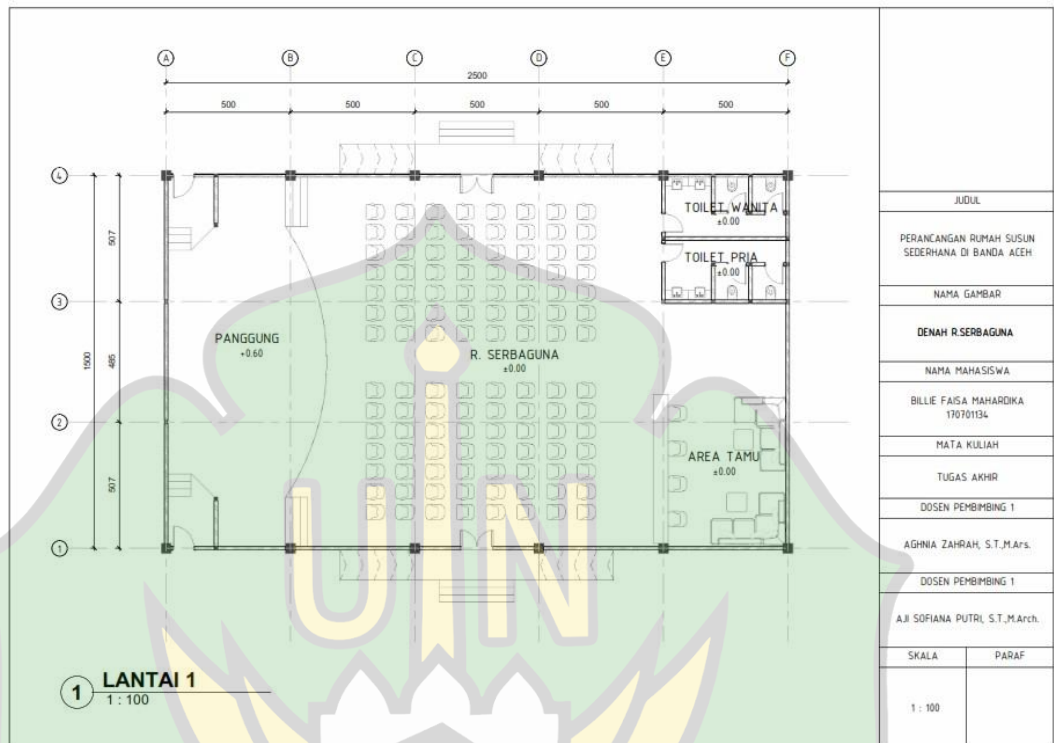 A
B
C
D
E
F
2500
500
500
500
500
500
4
3
2
1
1500
507
485
507
TOILET WANITA
±0.00
TOILET PRIA
±0.00
PANGGUNG
+0.60
R. SERBAGUNA
±0.00
AREA TAMU
±0.00
UIN
1
LANTAI 1
1 : 100
JUDUL
PERANCANGAN RUMAH SUSUN
SEDERHANA DI BANDA ACEH
NAMA GAMBAR
DENAH R.SERBAGUNA
NAMA MAHASISWA
BILLIE FAISA MAHARDIKA
170701134
MATA KULIAH
TUGAS AKHIR
DOSEN PEMBIMBING 1
AGHNIA ZAHRAH, S.T.,M.Ars.
DOSEN PEMBIMBING 1
AJI SOFIANA PUTRI, S.T.,M.Arch.
SKALA
PARAF
1 : 100